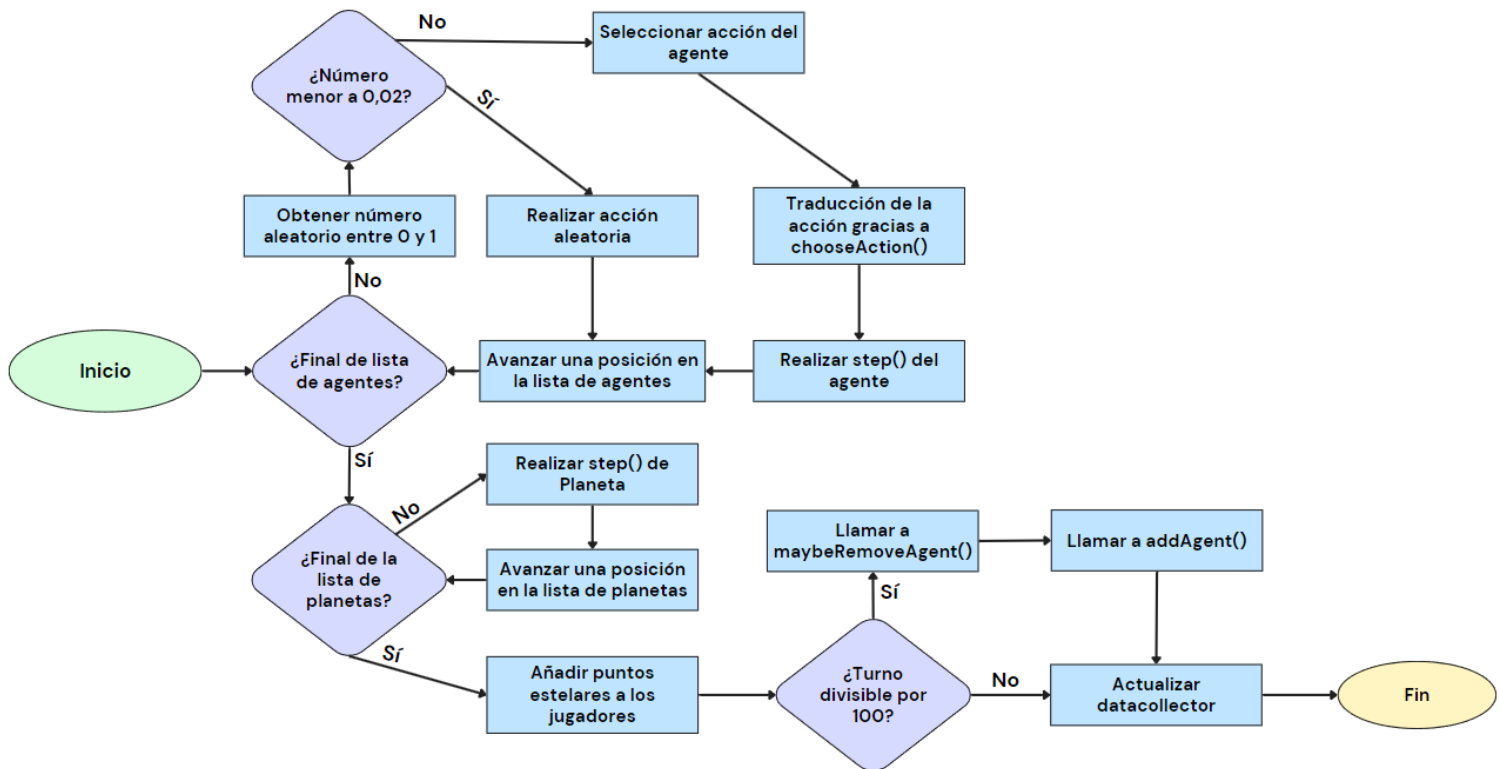 No
Seleccionar acción del
agente
¿Número
menor a 0,02?
Sí
Obtener número
aleatorio entre 0 y 1
Realizar acción
aleatoria
Traducción de la
acción gracias a
chooseAction()
No
Inicio
¿Final de lista
de agentes?
Avanzar una posición en
la lista de agentes
Realizar step() del
agente
Sí
Realizar step() de
Planeta
No
¿Final de la
lista de
planetas?
Avanzar una posición
en la lista de planetas
Llamar a
maybeRemoveAgent()
Llamar a addAgent()
Sí
Sí
Añadir puntos
estelares a los
jugadores
¿Turno
divisible por
100?
No
Actualizar
datacollector
Fin